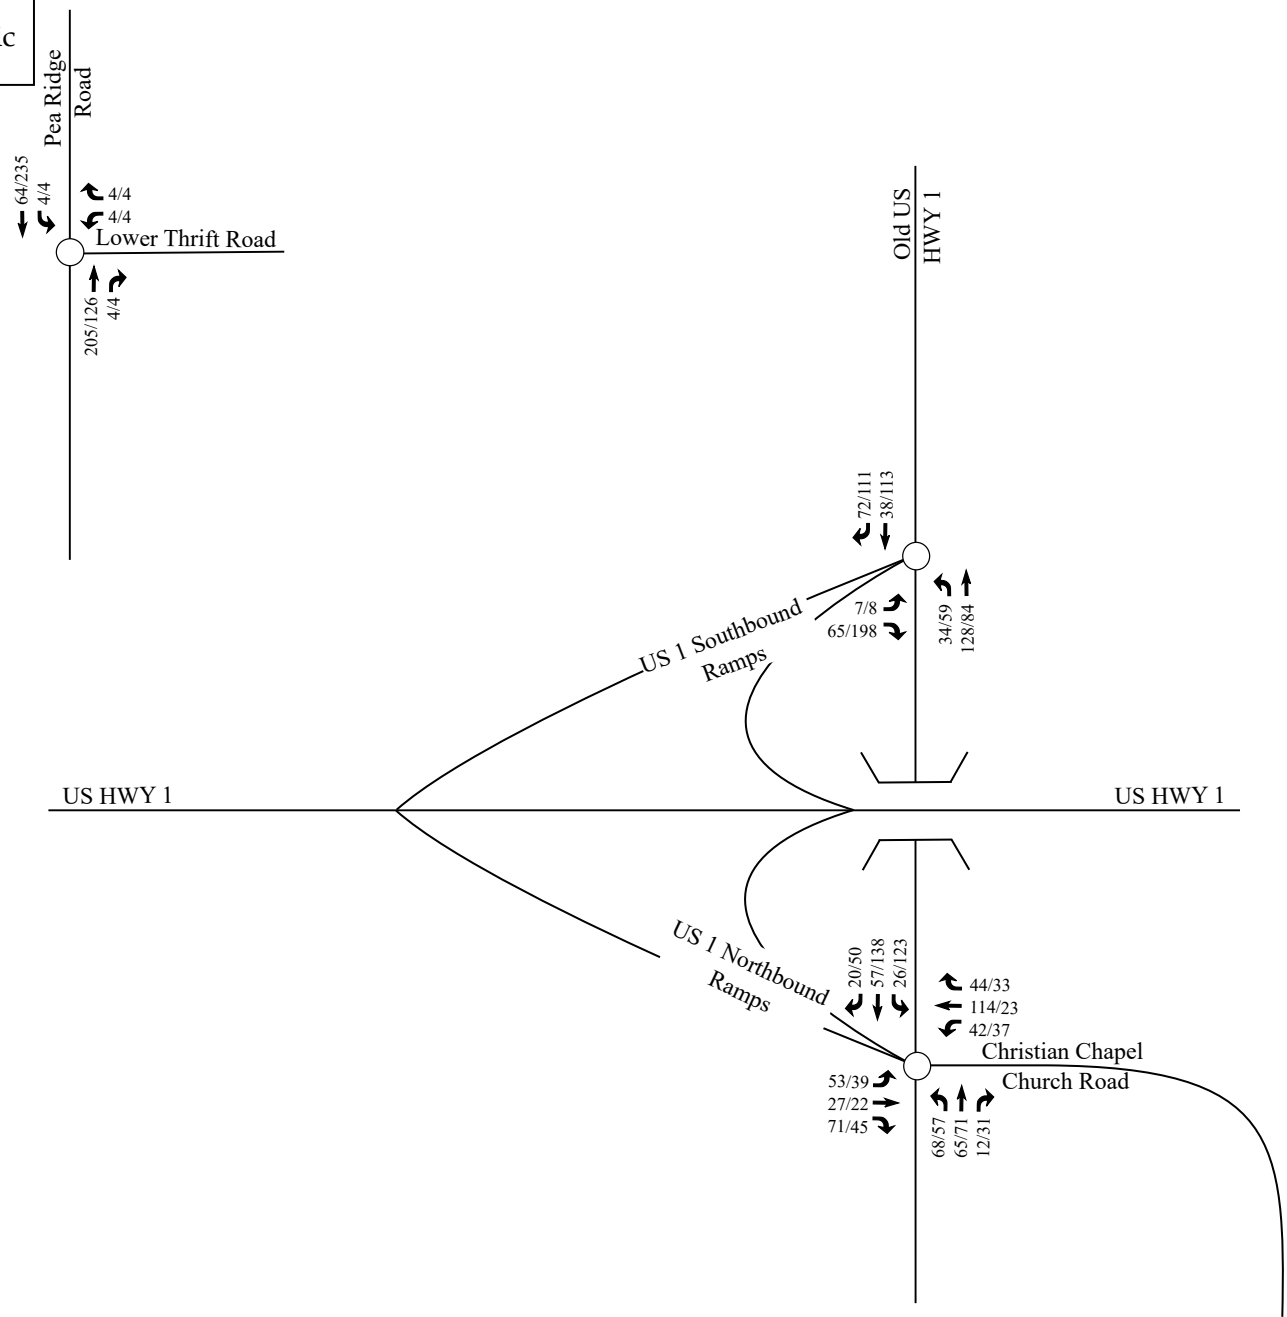 Pea Ridge
Road
64/235
4/4
4/4
4/4
Lower Thrift Road
205/126
4/4
Old US
HWY 1
72/111
38/113
7/8
65/198
34/59
128/84
US 1 Southbound
Ramps
US HWY 1
US HWY 1
US 1 Northbound
Ramps
20/50
57/138
26/123
44/33
114/23
42/37
Christian Chapel
Church Road
53/39
27/22
71/45
68/57
65/71
12/31